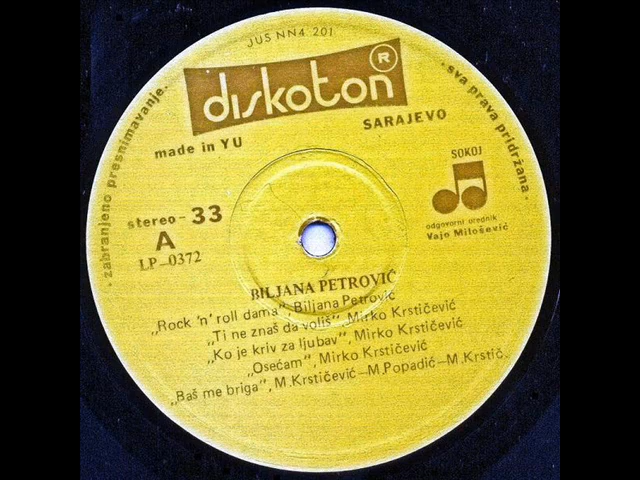 JUS NN4 201
diskoton®
SARAJEVO
made in YU
zabranjeno presnimavanje.
sva prava pridržana.
SOKOJ
odgovorni urednik
Vajo Milošević
stereo - 33
A
LP-0372
BILJANA PETROVIĆ
„Rock 'n' roll dama“, Biljana Petrović
„Ti ne znaš da voliš“, Mirko Krstičević
„Ko je kriv za ljubav“, Mirko Krstičević
„Osećam“, Mirko Krstičević
„Baš me briga“, M.Krstičević-M.Popadić-M.Krstič.